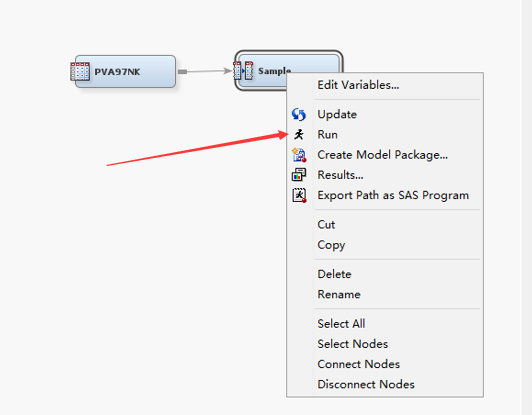 PVA97NK
Sample
Edit Variables...
Update
Run
Create Model Package...
Results...
Export Path as SAS Program
Cut
Copy
Delete
Rename
Select All
Select Nodes
Connect Nodes
Disconnect Nodes